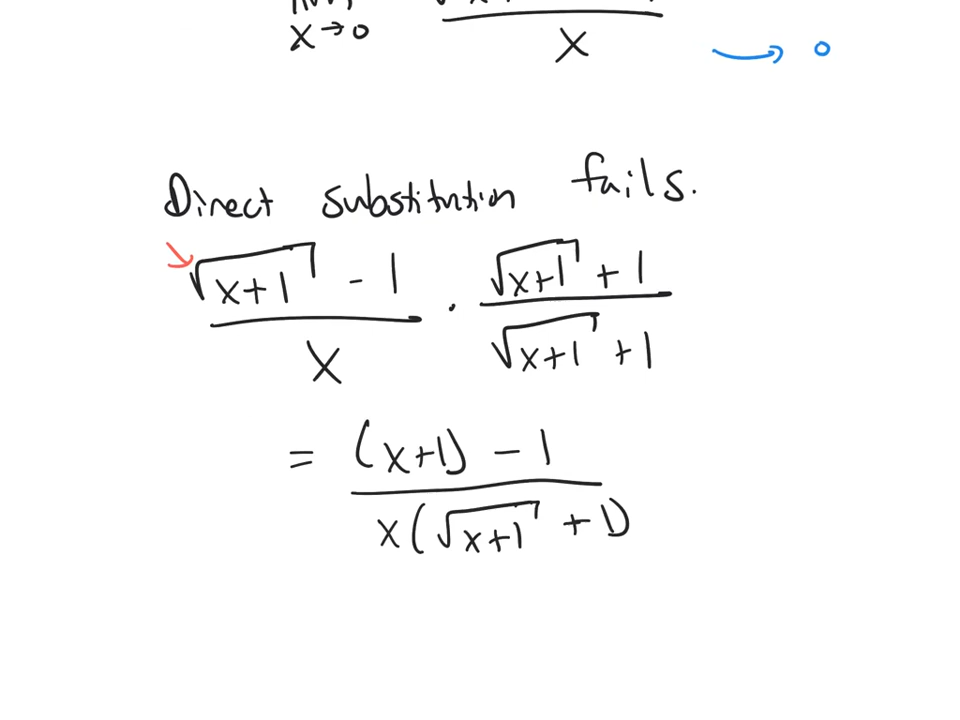 x→0 x → 0
Direct substitution fails.
√(x+1) - 1 / x · √(x+1) + 1 / √(x+1) + 1
= (x+1) - 1 / x(√(x+1) + 1)